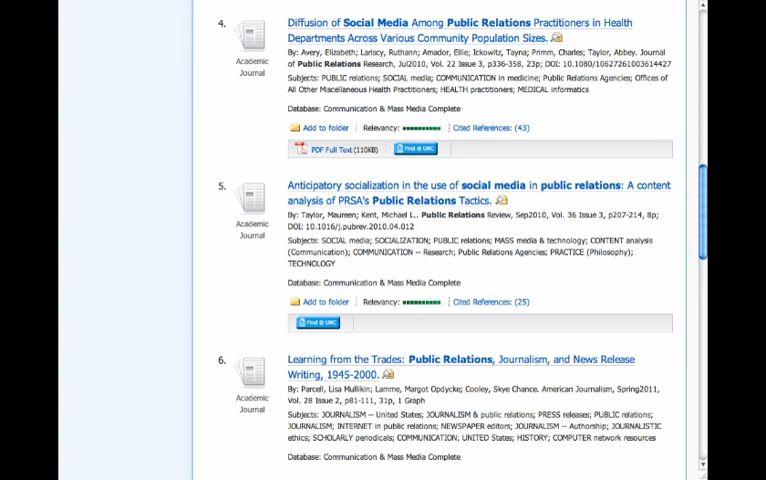 4.
Diffusion of Social Media Among Public Relations Practitioners in Health
Departments Across Various Community Population Sizes.
By: Avery, Elizabeth; Lariscy, Ruthann; Amador, Ellie; Ickowitz, Tayna; Primm, Charles; Taylor, Abbey. Journal
of Public Relations Research, Jul2010, Vol. 22 Issue 3, p336-358, 23p; DOI: 10.1080/10627261003614427
Academic
Journal
Subjects: PUBLIC relations; SOCIAL media; COMMUNICATION in medicine; Public Relations Agencies; Offices of
All Other Miscellaneous Health Practitioners; HEALTH practitioners; MEDICAL informatics
Database: Communication & Mass Media Complete
Add to folder Relevancy: Cited References: (43)
PDF Full Text (110KB) Find @ UNC
5.
Anticipatory socialization in the use of social media in public relations: A content
analysis of PRSA's Public Relations Tactics.
By: Taylor, Maureen; Kent, Michael L.. Public Relations Review, Sep2010, Vol. 36 Issue 3, p207-214, 8p;
DOI: 10.1016/j.pubrev.2010.04.012
Academic
Journal
Subjects: SOCIAL media; SOCIALIZATION; PUBLIC relations; MASS media & technology; CONTENT analysis
(Communication); COMMUNICATION -- Research; Public Relations Agencies; PRACTICE (Philosophy);
TECHNOLOGY
Database: Communication & Mass Media Complete
Add to folder Relevancy: Cited References: (25)
Find @ UNC
6.
Learning from the Trades: Public Relations, Journalism, and News Release
Writing, 1945-2000.
By: Parcell, Lisa Mullikin; Lamme, Margot Opdycke; Cooley, Skye Chance. American Journalism, Spring2011,
Vol. 28 Issue 2, p81-111, 31p, 1 Graph
Academic
Journal
Subjects: JOURNALISM -- United States; JOURNALISM & public relations; PRESS releases; PUBLIC relations;
JOURNALISM; INTERNET in public relations; NEWSPAPER editors; JOURNALISM -- Authorship; JOURNALISTIC
ethics; SCHOLARLY periodicals; COMMUNICATION; UNITED States; HISTORY; COMPUTER network resources
Database: Communication & Mass Media Complete